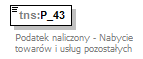 tns:P_43
Podatek naliczony - Nabycie
towarów i usług pozostałych